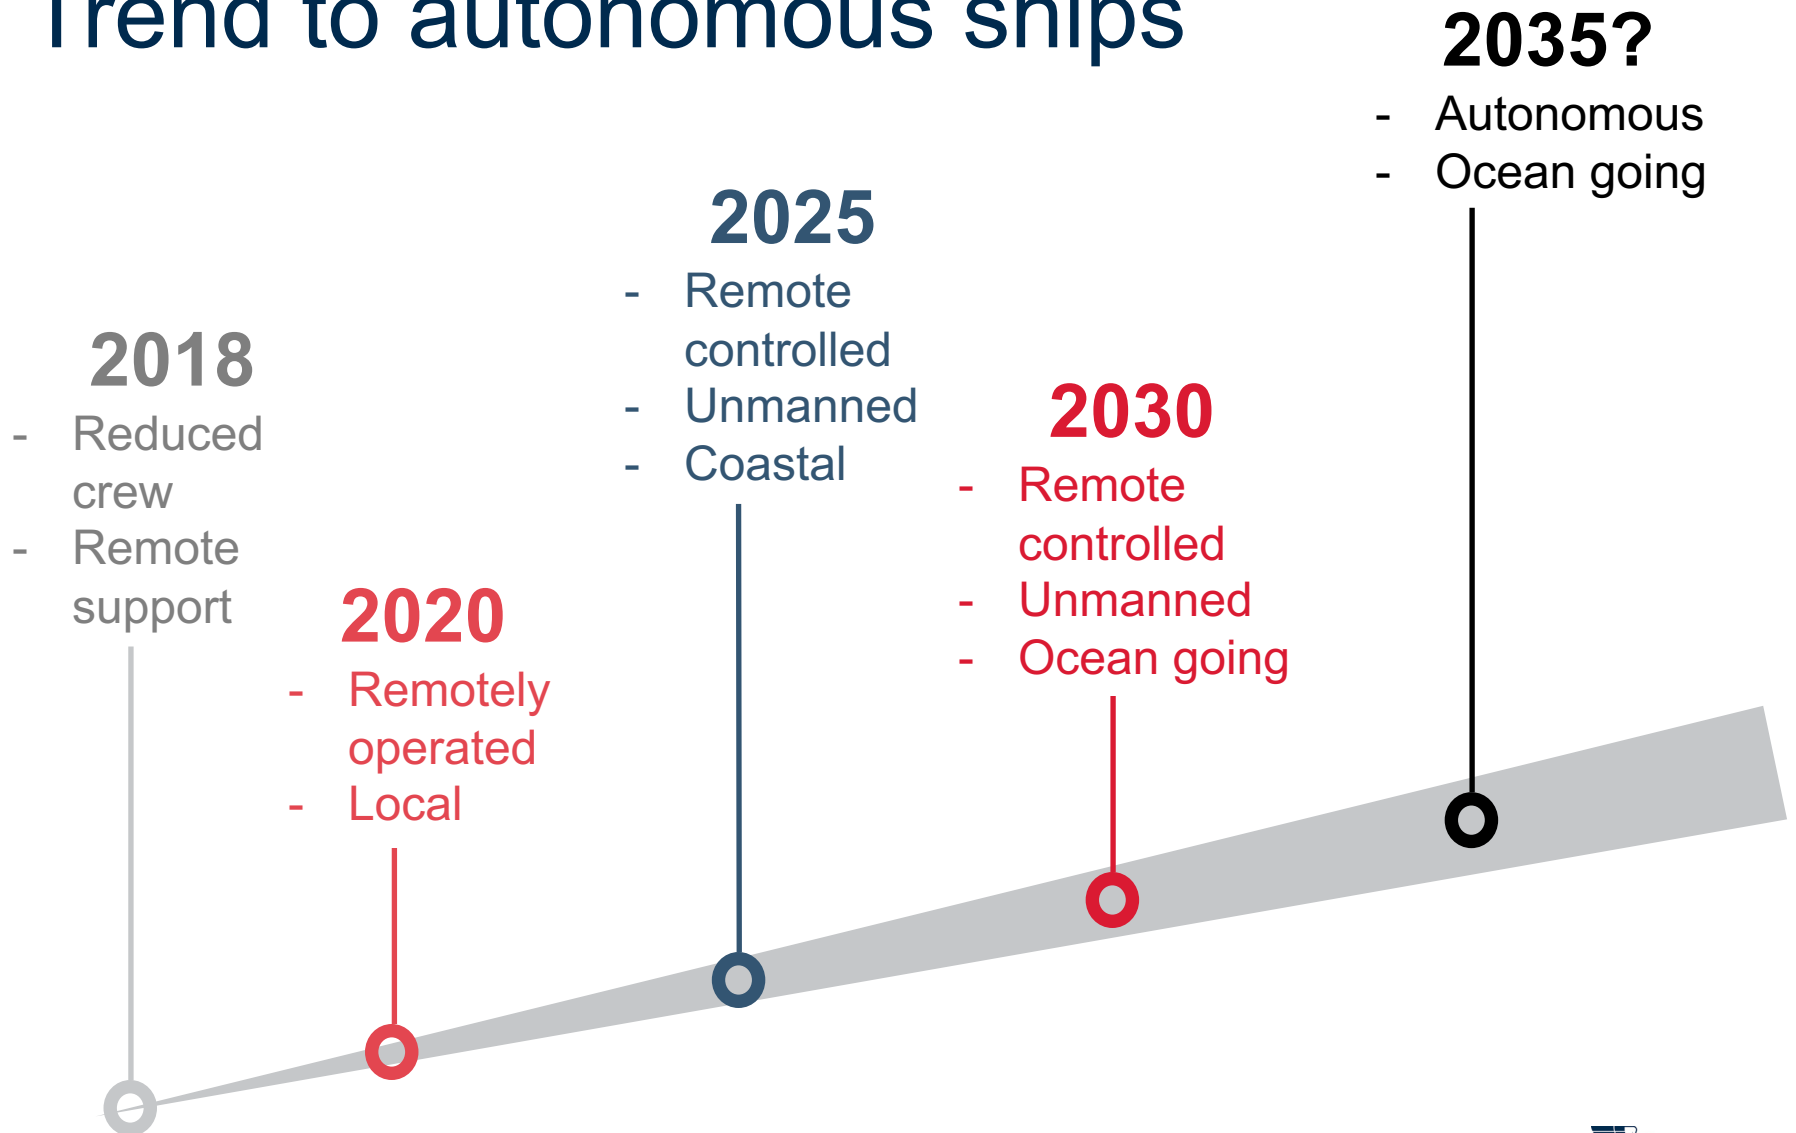 Trend to autonomous ships
2018
- Reduced
crew
- Remote
support
2020
- Remotely
operated
- Local
2025
- Remote
controlled
- Unmanned
- Coastal
2030
- Remote
controlled
- Unmanned
- Ocean going
2035?
- Autonomous
- Ocean going